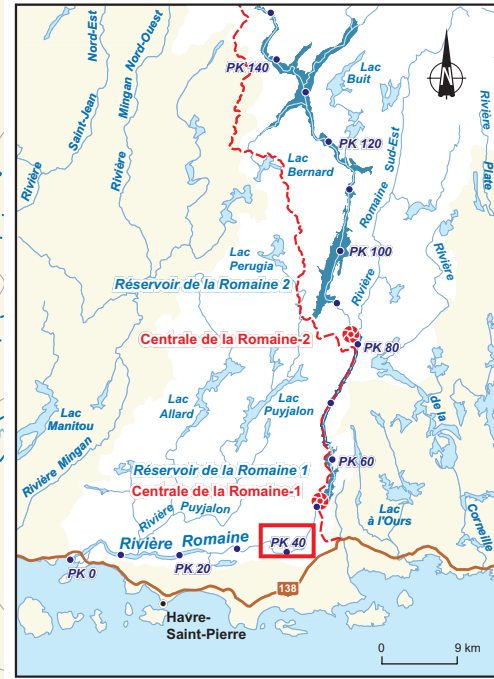 PK 140
Lac
Buit
Rivière
Saint-Jean
Nord-Est
Rivière
Mingan Nord-Ouest
Rivière
Plate
PK 120
Lac
Bernard
Rivière
Romaine
Sud-Est
Lac
Perugia
PK 100
Rivière
Réservoir de la Romaine 2
Centrale de la Romaine-2
PK 80
de la
Corneille
Lac
Allard
Lac
Puyjalon
Lac
Manitou
Rivière Mingan
Réservoir de la Romaine 1
PK 60
Centrale de la Romaine-1
Rivière Puyjalon
Lac
à l'Ours
Rivière Romaine
PK 40
PK 0
PK 20
138
Havre-
Saint-Pierre
0 9 km